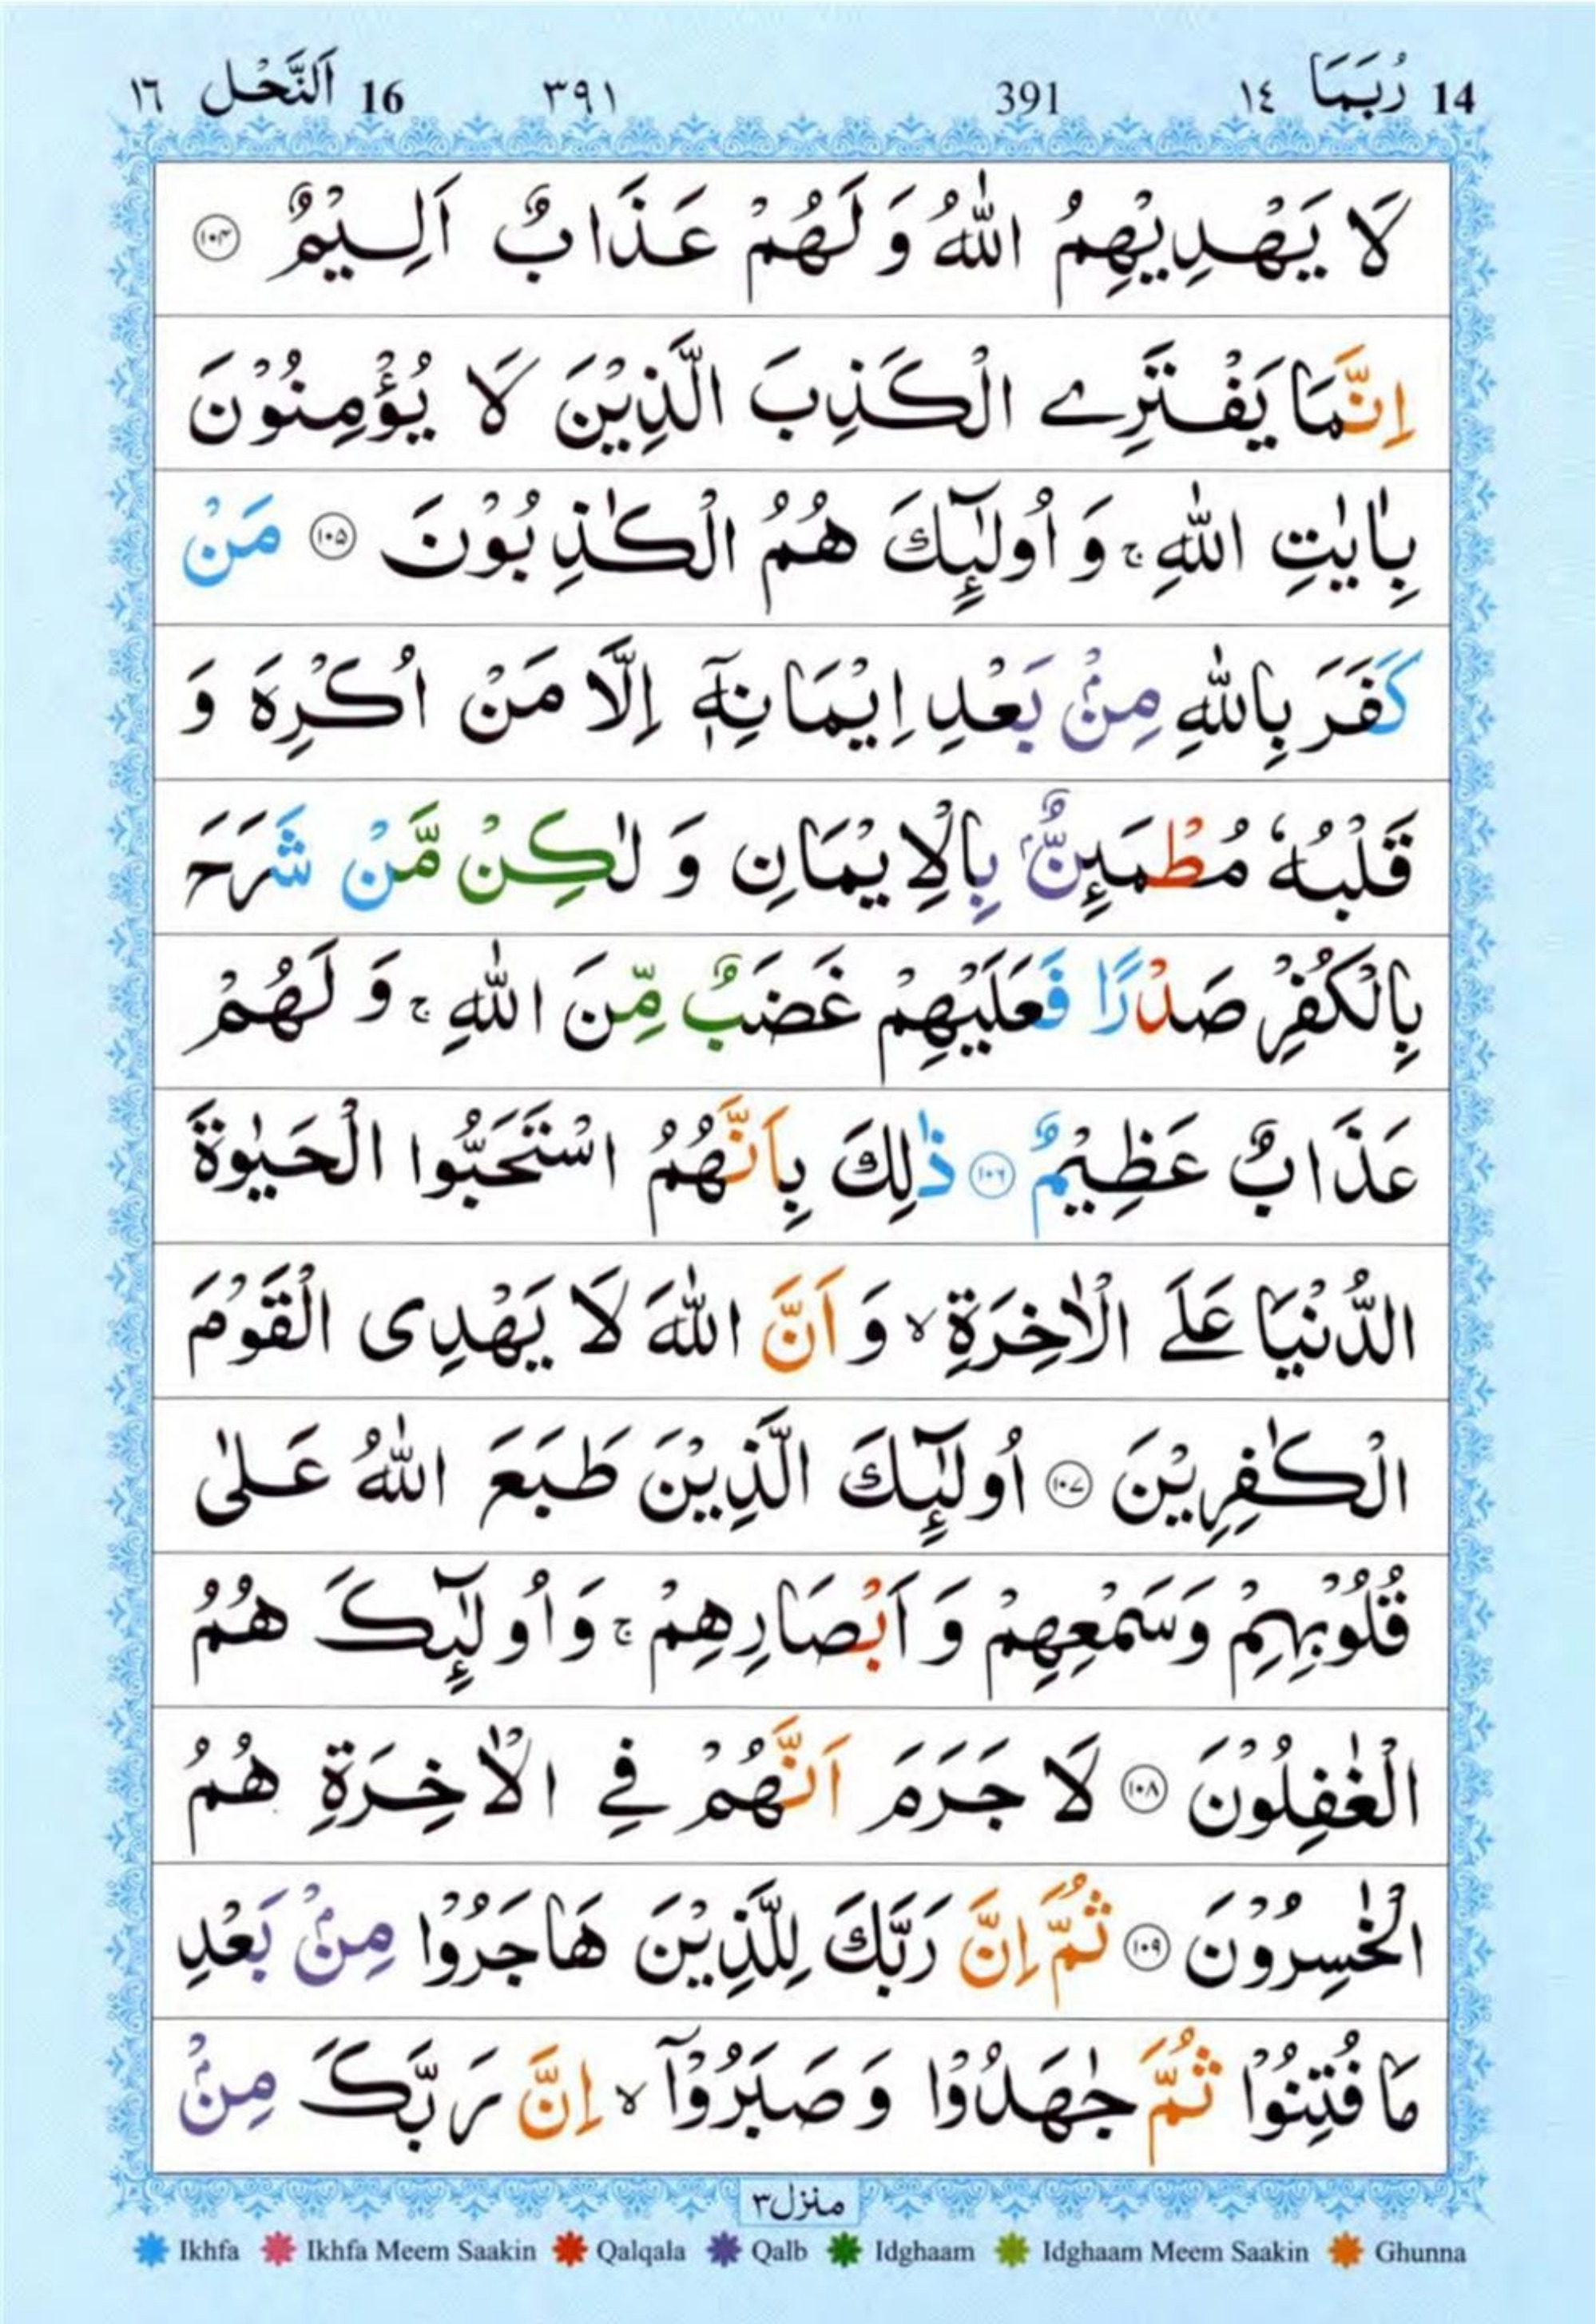 14 رُبَمَا ١٤ 391 ٣٩١ 16 اَلنَّحْل ١٦
لَا يَهْدِيْهِمُ اللّٰهُ وَ لَهُمْ عَذَابٌ اَلِيْمٌ ۝١٠٤
اِنَّمَا يَفْتَرِے الْكَذِبَ الَّذِيْنَ لَا يُؤْمِنُوْنَ
بِاٰيٰتِ اللّٰهِ ۚ وَ اُولٰٓئِكَ هُمُ الْكٰذِبُوْنَ ۝١٠٥ مَنْ
كَفَرَ بِاللّٰهِ مِنْۢ بَعْدِ اِيْمَانِهٖٓ اِلَّا مَنْ اُكْرِهَ وَ
قَلْبُهٗ مُطْمَئِنٌّۢ بِالْاِيْمَانِ وَ لٰكِنْ مَّنْ شَرَحَ
بِالْكُفْرِ صَدْرًا فَعَلَيْهِمْ غَضَبٌ مِّنَ اللّٰهِ ۚ وَ لَهُمْ
عَذَابٌ عَظِيْمٌ ۝١٠٦ ذٰلِكَ بِاَنَّهُمُ اسْتَحَبُّوا الْحَيٰوةَ
الدُّنْيَا عَلَے الْاٰخِرَةِ ۙ وَ اَنَّ اللّٰهَ لَا يَهْدِى الْقَوْمَ
الْكٰفِرِيْنَ ۝١٠٧ اُولٰٓئِكَ الَّذِيْنَ طَبَعَ اللّٰهُ عَلٰى
قُلُوْبِهِمْ وَسَمْعِهِمْ وَ اَبْصَارِهِمْ ۚ وَاُولٰٓئِكَ هُمُ
الْغٰفِلُوْنَ ۝١٠٨ لَا جَرَمَ اَنَّهُمْ فِے الْاٰخِرَةِ هُمُ
الْخٰسِرُوْنَ ۝١٠٩ ثُمَّ اِنَّ رَبَّكَ لِلَّذِيْنَ هَاجَرُوْا مِنْۢ بَعْدِ
مَا فُتِنُوْا ثُمَّ جٰهَدُوْا وَ صَبَرُوْٓا ۙ اِنَّ رَبَّكَ مِنْۢ
منزل٣
Ikhfa Ikhfa Meem Saakin Qalqala Qalb Idghaam Idghaam Meem Saakin Ghunna